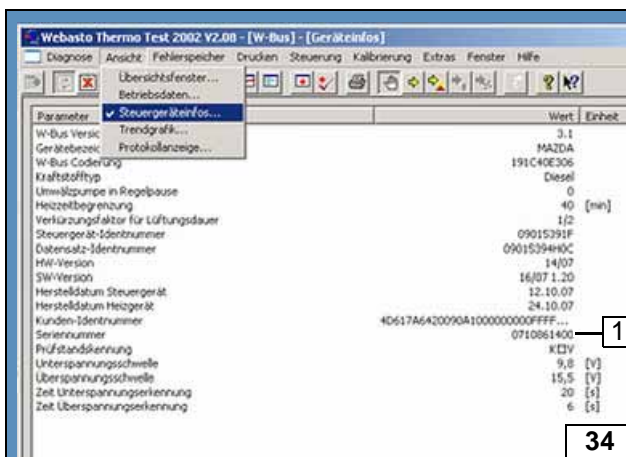 Webasto Thermo Test 2002 V2.08 - [W-Bus] - [Geräteinfos]
Diagnose Ansicht Fehlerspeicher Drucken Steuerung Kalibrierung Extras Fenster Hilfe
Übersichtsfenster...
Betriebsdaten...
Steuergeräteinfos...
Trendgrafik...
Protokollanzeige...
Parameter Wert Einheit
W-Bus Versic 3.1
Gerätebezeic MAZDA
W-Bus Codierung 191C40E306
Kraftstofftyp Diesel
Umwälzpumpe in Regelpause 0
Heizzeitbegrenzung 40 [min]
Verkürzungsfaktor für Lüftungsdauer 1/2
Steuergerät-Identnummer 09015391F
Datensatz-Identnummer 09015394H0C
HW-Version 14/07
SW-Version 16/07 1.20
Herstelldatum Steuergerät 12.10.07
Herstelldatum Heizgerät 24.10.07
Kunden-Identnummer 4D617A6420090A1000000000FFFF...
Seriennummer 0710861400 1
Prüfstandskennung K☐V
Unterspannungsschwelle 9,8 [V]
Überspannungsschwelle 15,5 [V]
Zeit Unterspannungserkennung 20 [s]
Zeit Überspannungserkennung 6 [s]
34